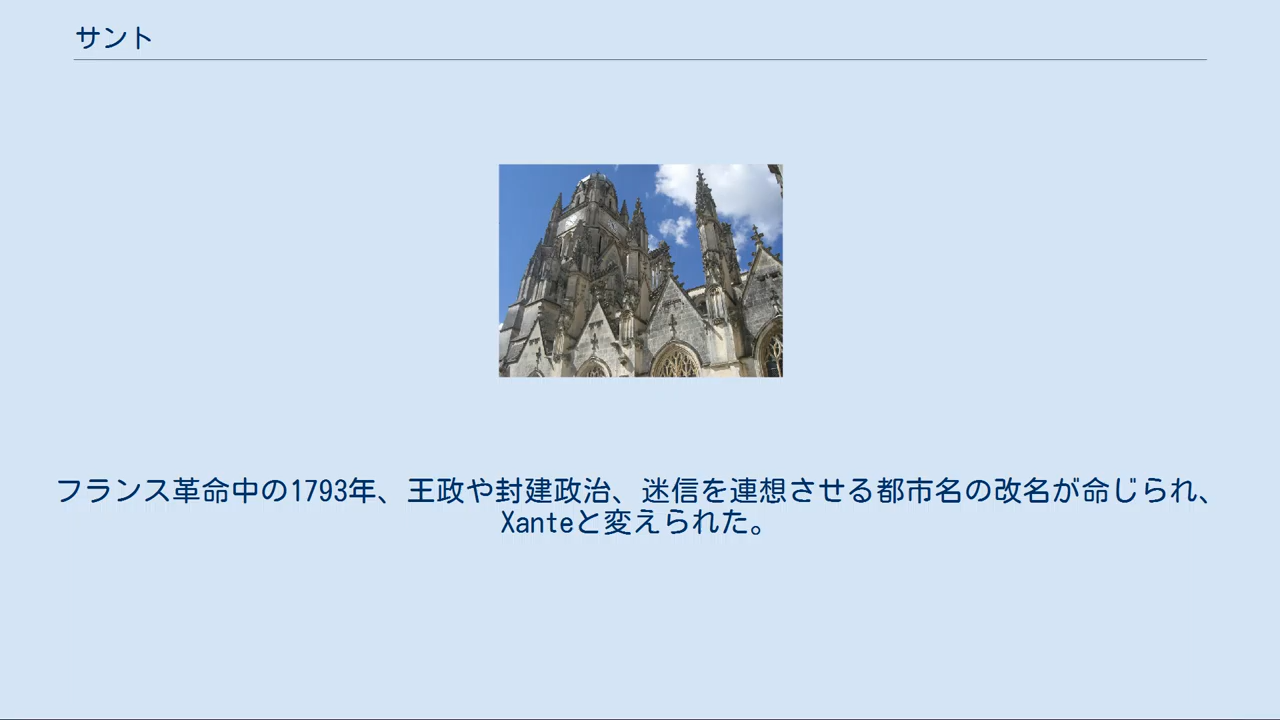 サント
フランス革命中の1793年、王政や封建政治、迷信を連想させる都市名の改名が命じられ、
Xanteと変えられた。